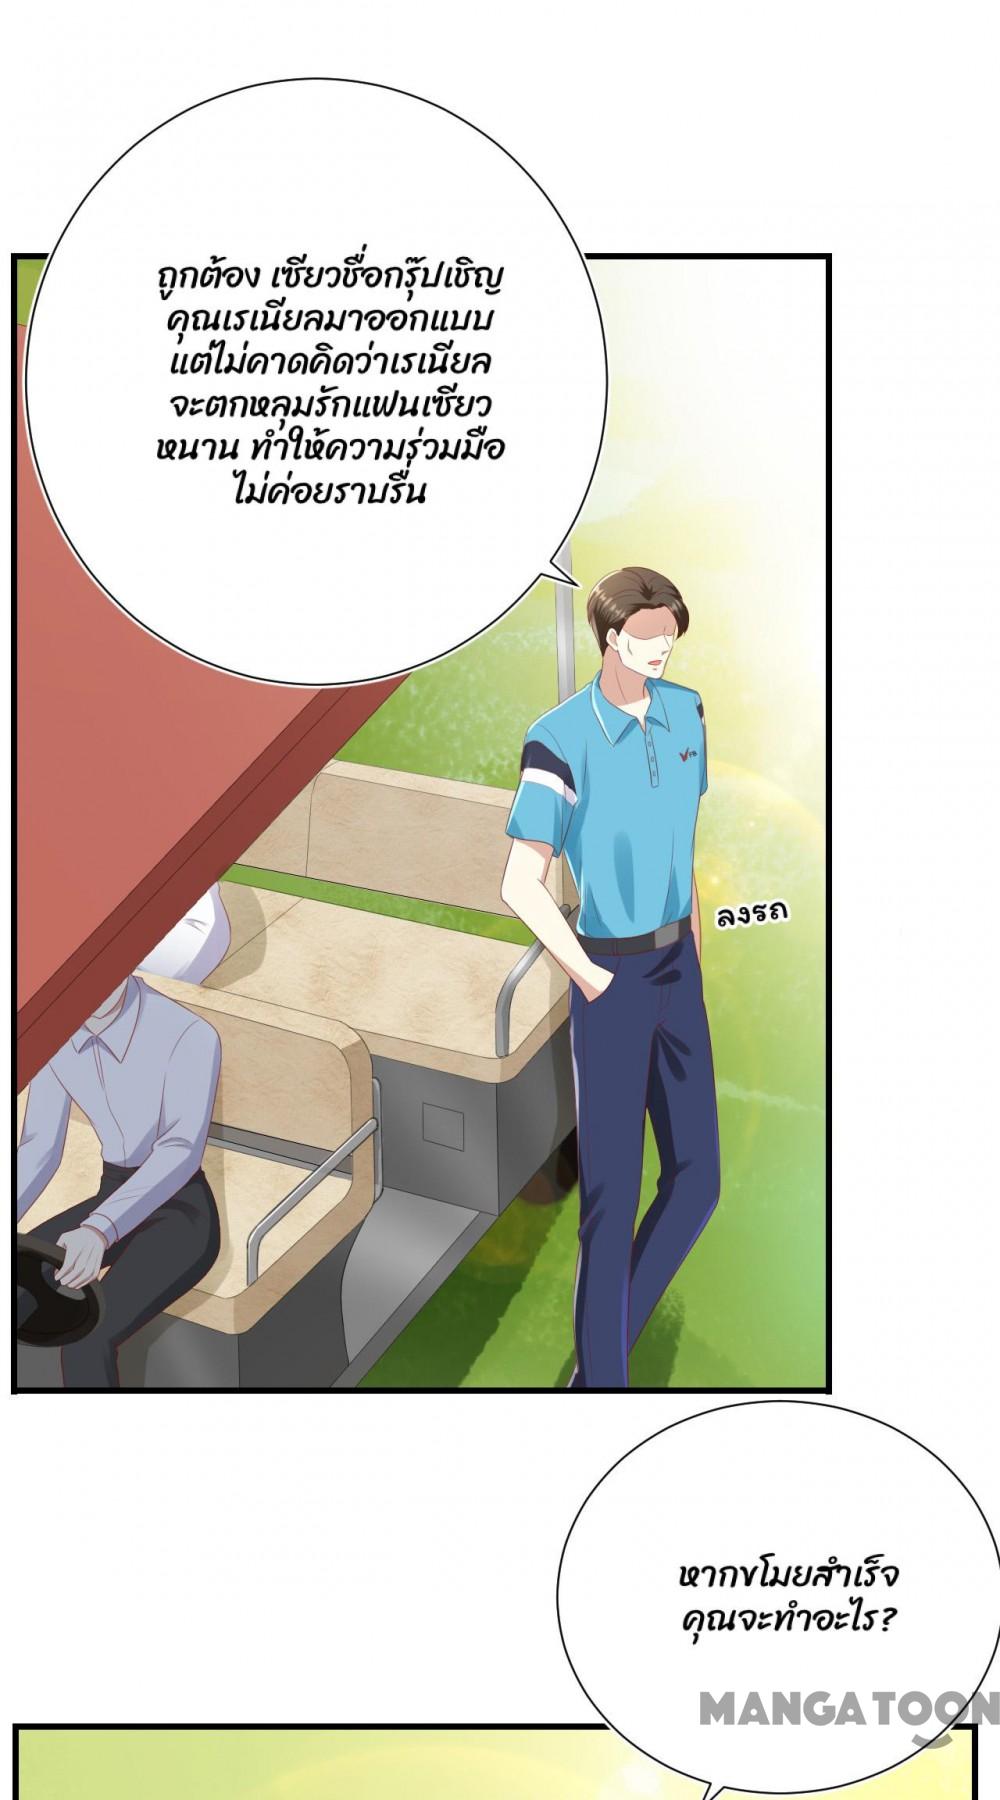 ถูกต้อง เซียวชื่อกรุ๊ปเชิญ
คุณเรเนียลมาออกแบบ
แต่ไม่คาดคิดว่าเรเนียล
จะตกหลุมรักแฟนเซียว
หนาน ทำให้ความร่วมมือ
ไม่ค่อยราบรื่น
FB
ลงรถ
หากขโมยสำเร็จ
คุณจะทำอะไร?
MANGATOON